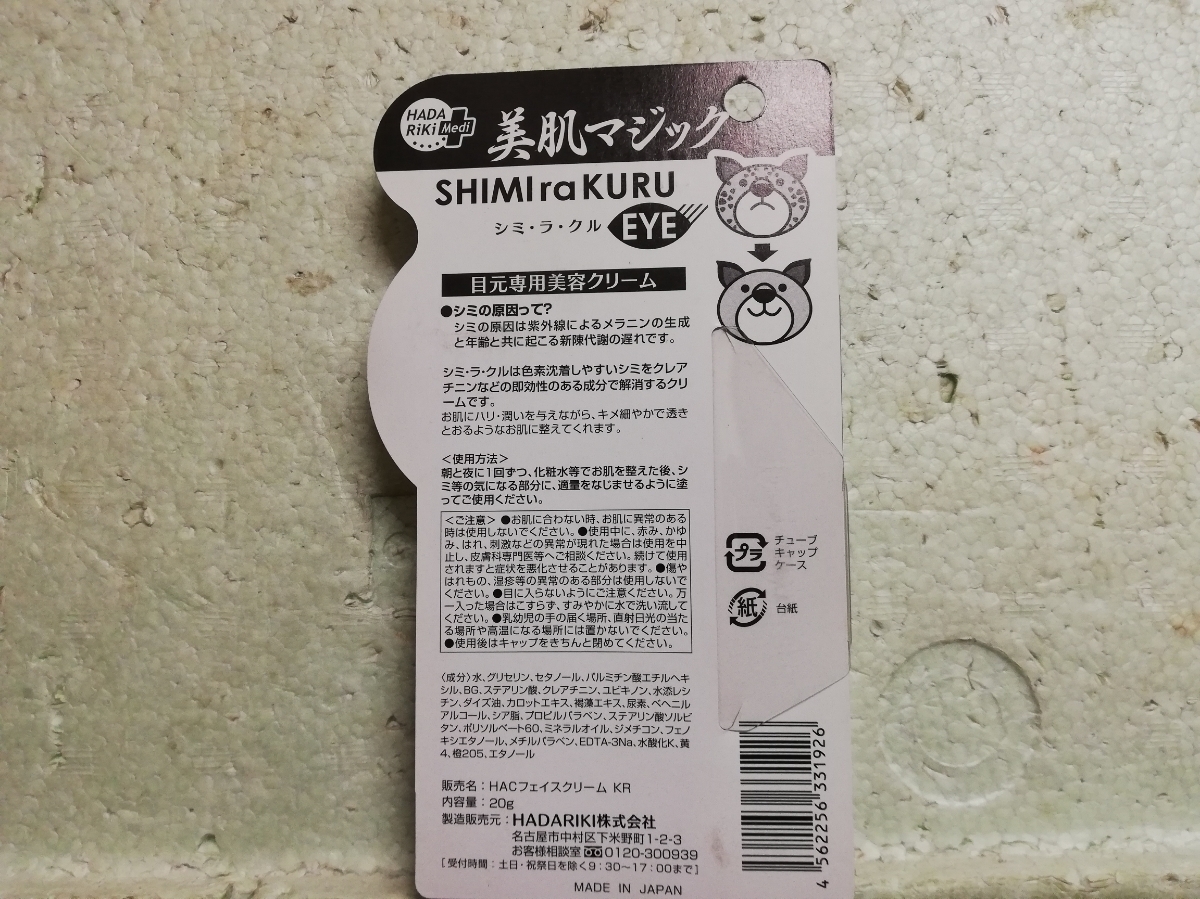 HADA
RiKi Medi
美肌マジック
SHIMIraKURU
シミ・ラ・クル EYE
目元専用美容クリーム
●シミの原因って?
シミの原因は紫外線によるメラニンの生成
と年齢と共に起こる新陳代謝の遅れです。
シミ・ラ・クルは色素沈着しやすいシミをクレア
チニンなどの即効性のある成分で解消するクリ
ームです。
お肌にハリ・潤いを与えながら、キメ細やかで透き
とおるようなお肌に整えてくれます。
<使用方法>
朝と夜に1回ずつ、化粧水等でお肌を整えた後、シ
ミ等の気になる部分に、適量をなじませるように塗
ってご使用ください。
<ご注意> ●お肌に合わない時、お肌に異常のある
時は使用しないでください。●使用中に、赤み、かゆ
み、はれ、刺激などの異常が現れた場合は使用を中
止し、皮膚科専門医等へご相談ください。続けて使用
されますと症状を悪化させることがあります。●傷や
はれもの、湿疹等の異常のある部分は使用しないで
ください。●目に入らないようにご注意ください。万
一入った場合はこすらず、すみやかに水で洗い流して
ください。●乳幼児の手の届く場所、直射日光の当た
る場所や高温になる場所には置かないでください。
●使用後はキャップをきちんと閉めてください。
プラ
チューブ
キャップ
ケース
紙
台紙
〈成分〉水、グリセリン、セタノール、パルミチン酸エチルヘキ
シル、BG、ステアリン酸、クレアチニン、ユビキノン、水添レシ
チン、ダイズ油、カロットエキス、褐藻エキス、尿素、ベヘニル
アルコール、シア脂、プロピルパラベン、ステアリン酸ソルビ
タン、ポリソルベート60、ミネラルオイル、ジメチコン、フェノ
キシエタノール、メチルパラベン、EDTA-3Na、水酸化K、黄
4、橙205、エタノール
販売名:HACフェイスクリーム KR
内容量:20g
製造販売元:HADARIKI株式会社
名古屋市中村区下米野町1-2-3
お客様相談室 0120-300939
[受付時間:土日・祝祭日を除く9:30~17:00まで]
MADE IN JAPAN
4 562256 331926